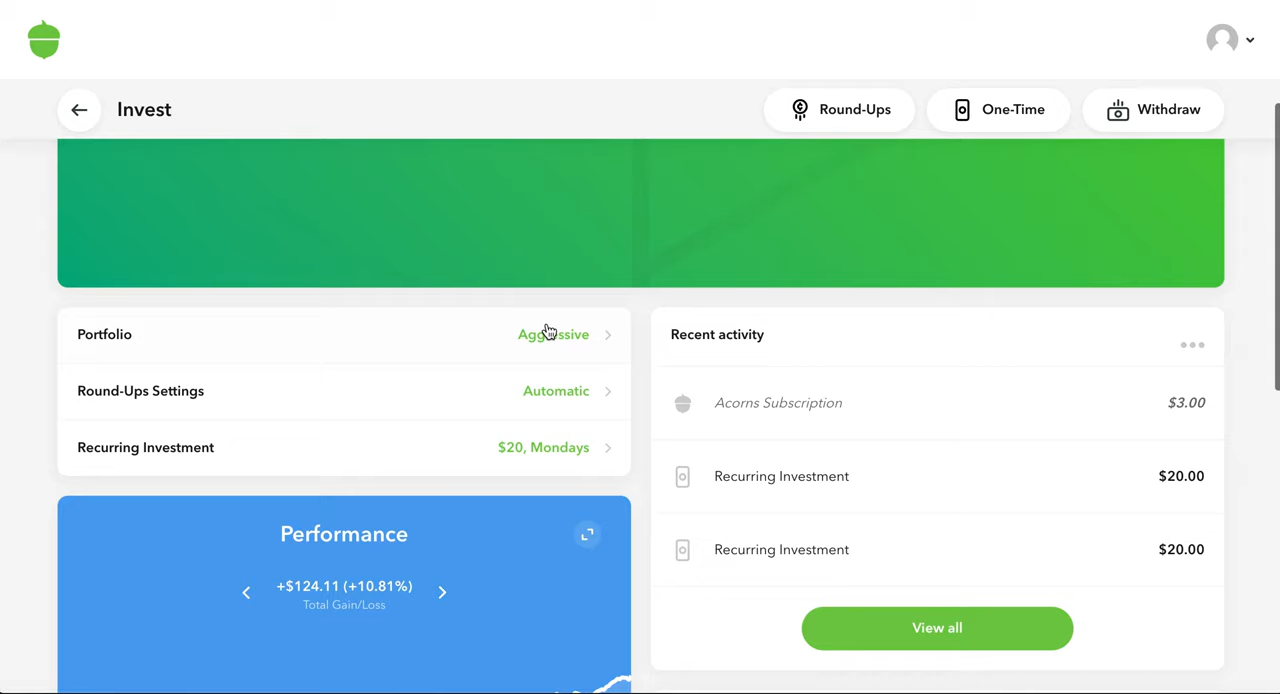 Invest
Round-Ups
One-Time
Withdraw
Portfolio
Aggressive
Round-Ups Settings
Automatic
Recurring Investment
$20, Mondays
Performance
+$124.11 (+10.81%)
Total Gain/Loss
Recent activity
Acorns Subscription
$3.00
Recurring Investment
$20.00
Recurring Investment
$20.00
View all